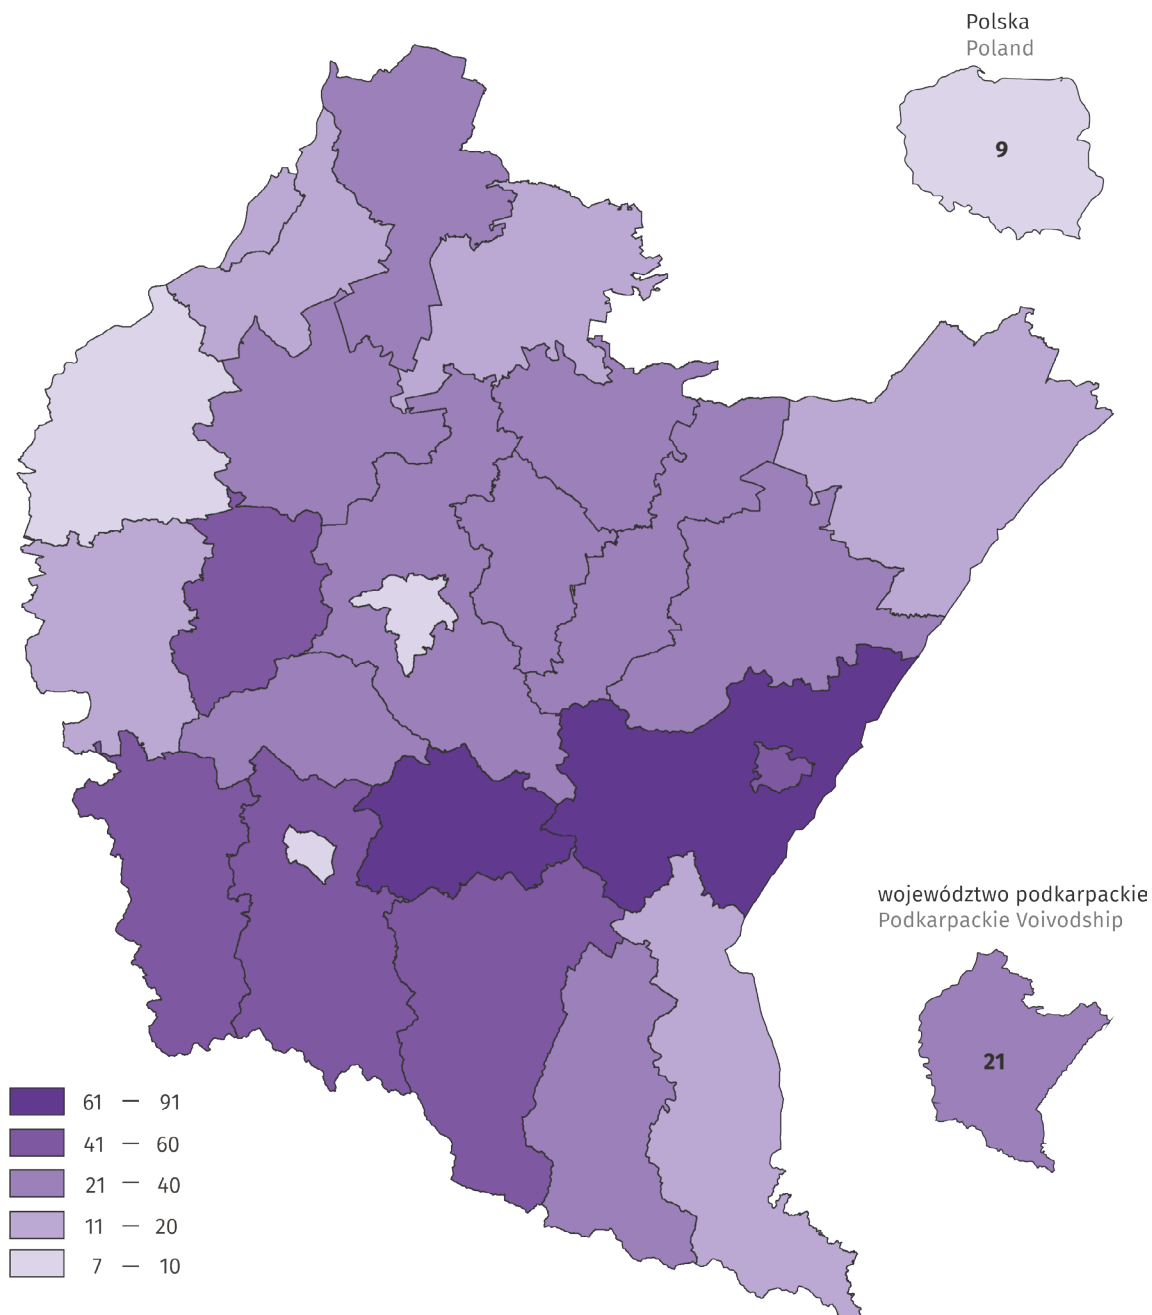 Polska
Poland
9
województwo podkarpackie
Podkarpackie Voivodship
21
61 — 91
41 — 60
21 — 40
11 — 20
7 — 10